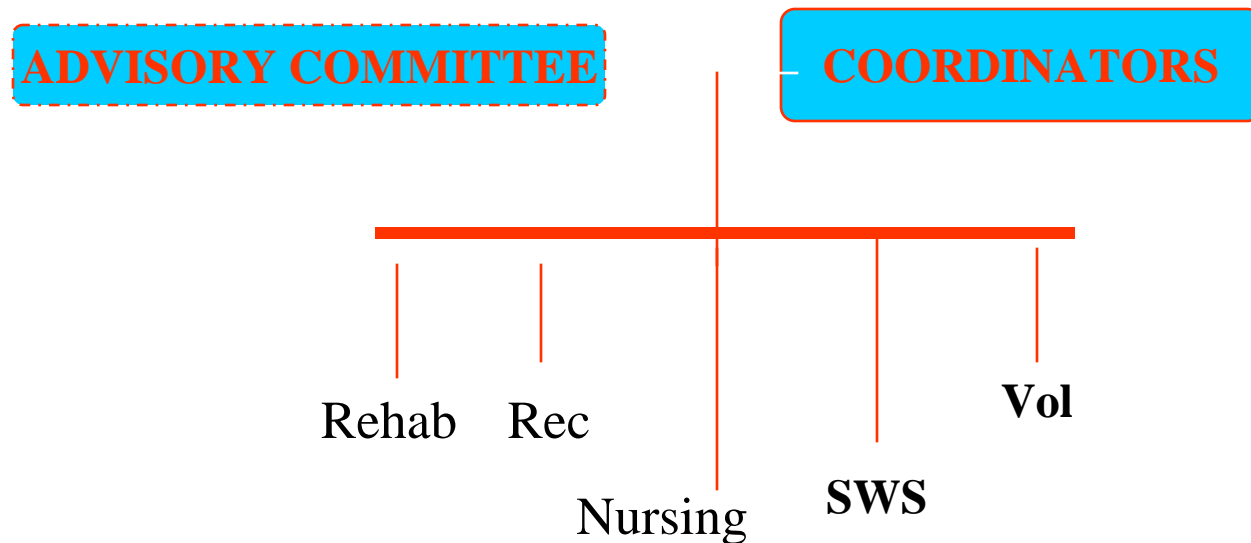 ADVISORY COMMITTEE
COORDINATORS
Rehab
Rec
Nursing
SWS
Vol